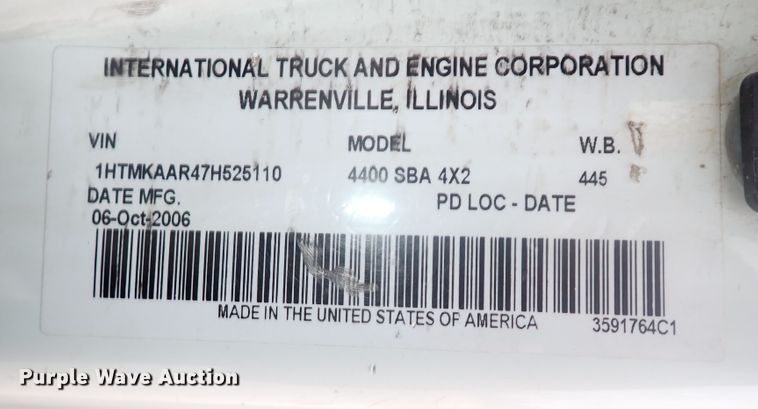 INTERNATIONAL TRUCK AND ENGINE CORPORATION
WARRENVILLE, ILLINOIS
VIN MODEL W.B.
1HTMKAAR47H525110 4400 SBA 4X2 445
DATE MFG. PD LOC - DATE
06-Oct-2006
MADE IN THE UNITED STATES OF AMERICA 3591764C1
Purple Wave Auction